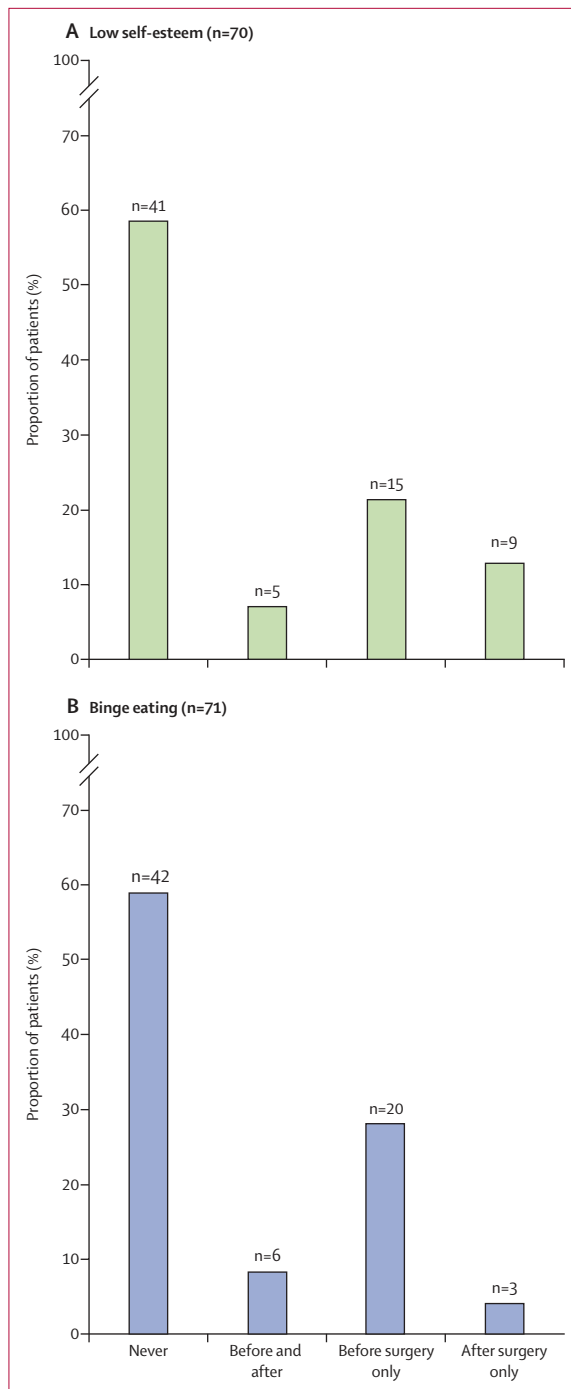 A Low self-esteem (n=70)
100
70
60
50
40
30
20
10
0
Proportion of patients (%)
n=41
n=5
n=15
n=9
B Binge eating (n=71)
100
70
60
50
40
30
20
10
0
Proportion of patients (%)
n=42
n=6
n=20
n=3
Never
Before and
after
Before surgery
only
After surgery
only